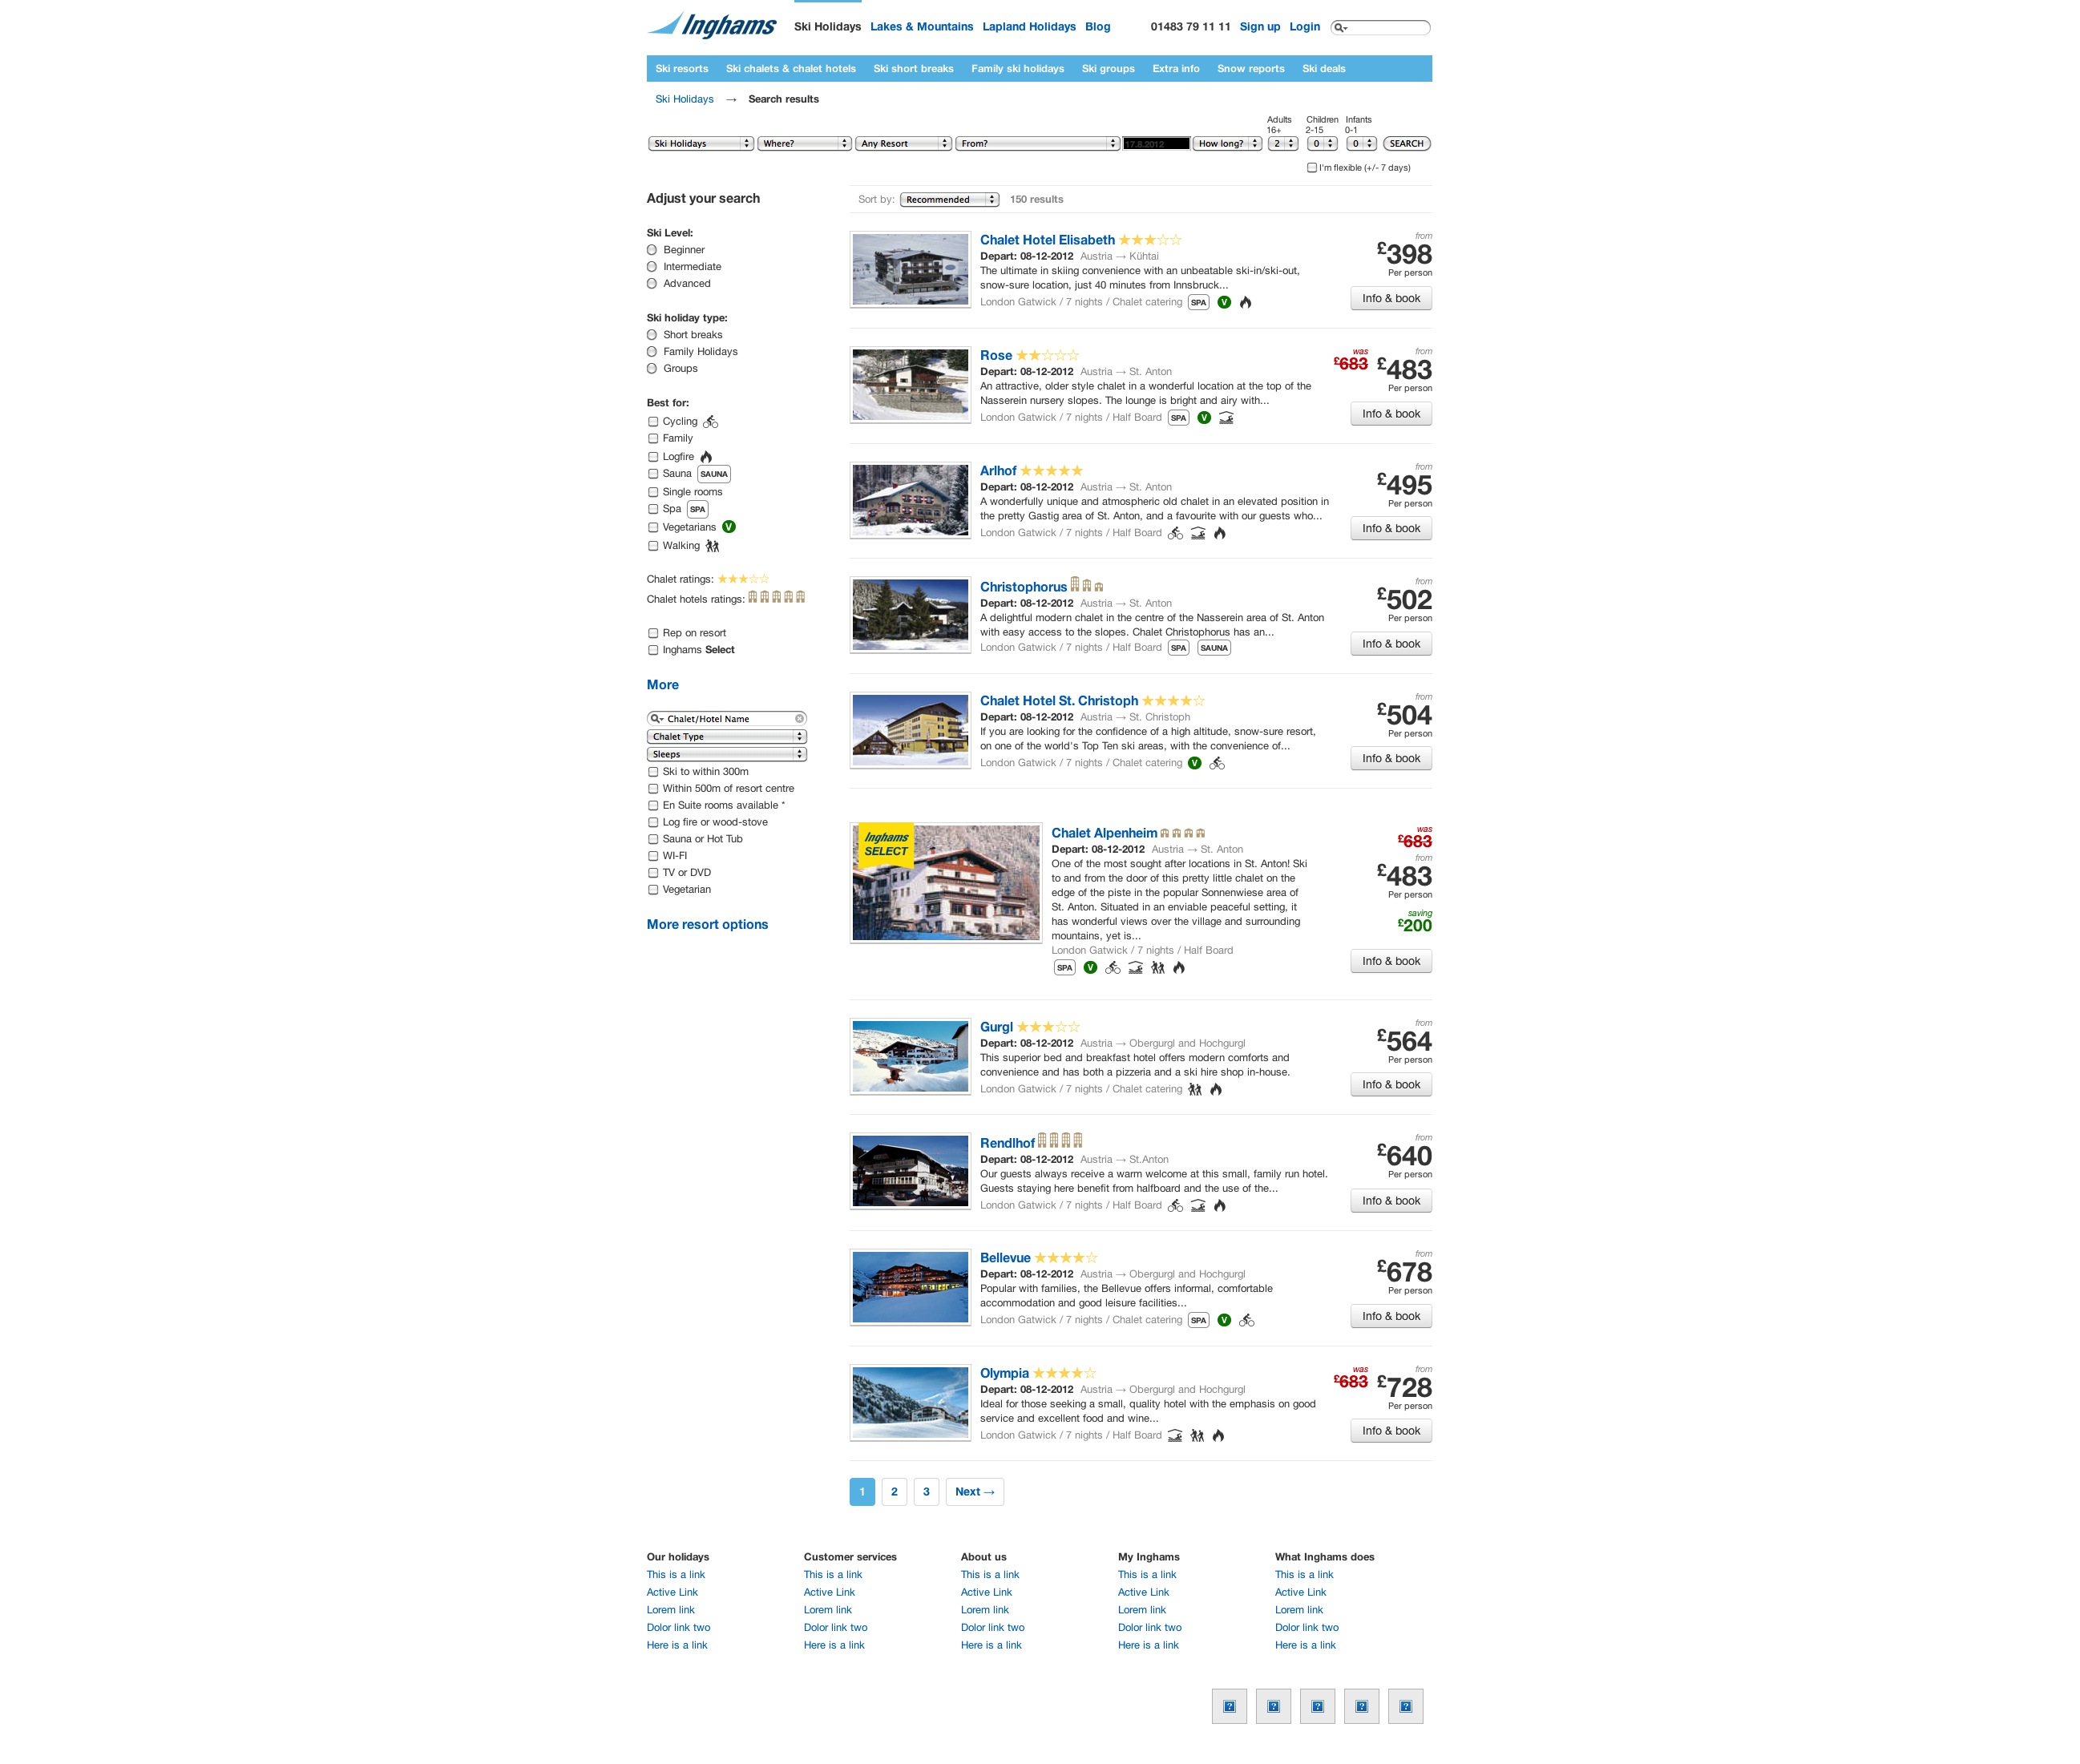 Inghams
Ski Holidays Lakes & Mountains Lapland Holidays Blog 01483 79 11 11 Sign up Login
Ski resorts Ski chalets & chalet hotels Ski short breaks Family ski holidays Ski groups Extra info Snow reports Ski deals
Ski Holidays → Search results
Adults 16+ Children 2-15 Infants 0-1
Ski Holidays Where? Any Resort From? 17.8.2012 How long? 2 0 0 SEARCH
I'm flexible (+/- 7 days)
Adjust your search
Ski Level:
Beginner
Intermediate
Advanced
Ski holiday type:
Short breaks
Family Holidays
Groups
Best for:
Cycling
Family
Logfire
Sauna SAUNA
Single rooms
Spa SPA
Vegetarians V
Walking
Chalet ratings:
Chalet hotels ratings:
Rep on resort
Inghams Select
More
Chalet/Hotel Name
Chalet Type
Sleeps
Ski to within 300m
Within 500m of resort centre
En Suite rooms available *
Log fire or wood-stove
Sauna or Hot Tub
WI-FI
TV or DVD
Vegetarian
More resort options
Sort by: Recommended 150 results
Chalet Hotel Elisabeth
Depart: 08-12-2012 Austria → Kühtai
The ultimate in skiing convenience with an unbeatable ski-in/ski-out,
snow-sure location, just 40 minutes from Innsbruck...
London Gatwick / 7 nights / Chalet catering SPA V
from
£398
Per person
Info & book
Rose
Depart: 08-12-2012 Austria → St. Anton
An attractive, older style chalet in a wonderful location at the top of the
Nasserein nursery slopes. The lounge is bright and airy with...
London Gatwick / 7 nights / Half Board SPA V
was
£683
from
£483
Per person
Info & book
Arlhof
Depart: 08-12-2012 Austria → St. Anton
A wonderfully unique and atmospheric old chalet in an elevated position in
the pretty Gastig area of St. Anton, and a favourite with our guests who...
London Gatwick / 7 nights / Half Board
from
£495
Per person
Info & book
Christophorus
Depart: 08-12-2012 Austria → St. Anton
A delightful modern chalet in the centre of the Nasserein area of St. Anton
with easy access to the slopes. Chalet Christophorus has an...
London Gatwick / 7 nights / Half Board SPA SAUNA
from
£502
Per person
Info & book
Chalet Hotel St. Christoph
Depart: 08-12-2012 Austria → St. Christoph
If you are looking for the confidence of a high altitude, snow-sure resort,
on one of the world's Top Ten ski areas, with the convenience of...
London Gatwick / 7 nights / Chalet catering V
from
£504
Per person
Info & book
Inghams
SELECT
Chalet Alpenheim
Depart: 08-12-2012 Austria → St. Anton
One of the most sought after locations in St. Anton! Ski
to and from the door of this pretty little chalet on the
edge of the piste in the popular Sonnenwiese area of
St. Anton. Situated in an enviable peaceful setting, it
has wonderful views over the village and surrounding
mountains, yet is...
London Gatwick / 7 nights / Half Board
SPA V
was
£683
from
£483
Per person
saving
£200
Info & book
Gurgl
Depart: 08-12-2012 Austria → Obergurgl and Hochgurgl
This superior bed and breakfast hotel offers modern comforts and
convenience and has both a pizzeria and a ski hire shop in-house.
London Gatwick / 7 nights / Chalet catering
from
£564
Per person
Info & book
Rendlhof
Depart: 08-12-2012 Austria → St.Anton
Our guests always receive a warm welcome at this small, family run hotel.
Guests staying here benefit from halfboard and the use of the...
London Gatwick / 7 nights / Half Board
from
£640
Per person
Info & book
Bellevue
Depart: 08-12-2012 Austria → Obergurgl and Hochgurgl
Popular with families, the Bellevue offers informal, comfortable
accommodation and good leisure facilities...
London Gatwick / 7 nights / Chalet catering SPA V
from
£678
Per person
Info & book
Olympia
Depart: 08-12-2012 Austria → Obergurgl and Hochgurgl
Ideal for those seeking a small, quality hotel with the emphasis on good
service and excellent food and wine...
London Gatwick / 7 nights / Half Board
was
£683
from
£728
Per person
Info & book
1 2 3 Next →
Our holidays Customer services About us My Inghams What Inghams does
This is a link This is a link This is a link This is a link This is a link
Active Link Active Link Active Link Active Link Active Link
Lorem link Lorem link Lorem link Lorem link Lorem link
Dolor link two Dolor link two Dolor link two Dolor link two Dolor link two
Here is a link Here is a link Here is a link Here is a link Here is a link
? ? ? ? ?